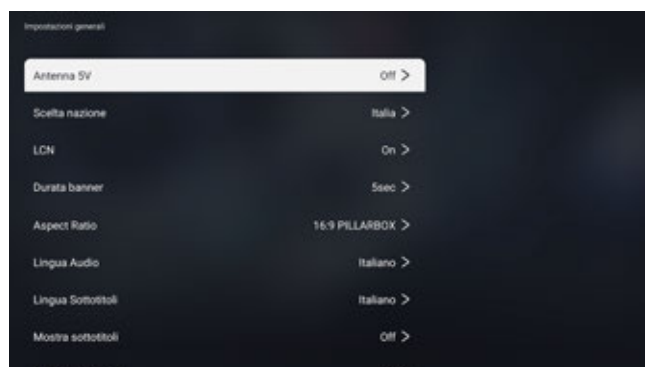 Impostazioni generali
Antenna 5V Off >
Scelta nazione Italia >
LCN On >
Durata banner 5sec >
Aspect Ratio 16:9 PILLARBOX >
Lingua Audio Italiano >
Lingua Sottotitoli Italiano >
Mostra sottotitoli Off >